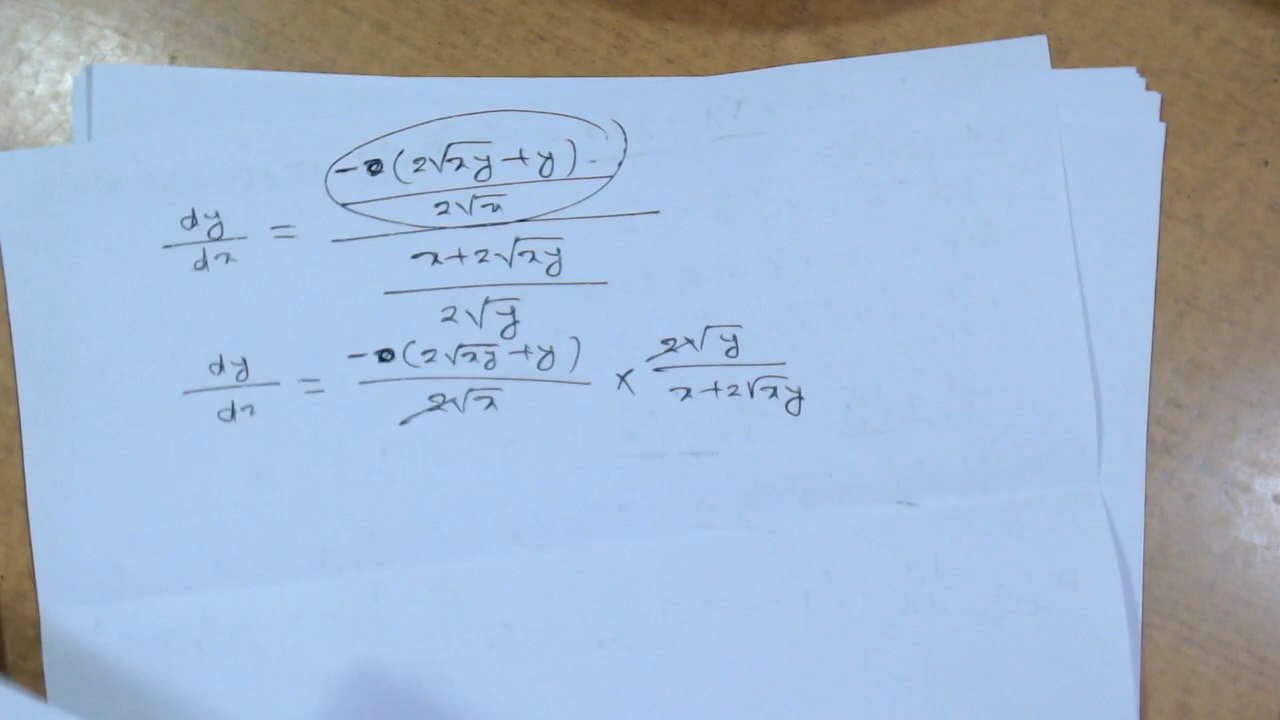 dy/dx = (-(2√xy + y) / 2√x) / ((x + 2√xy) / 2√y)
dy/dx = -(2√xy + y) / 2√x × 2√y / (x + 2√xy)